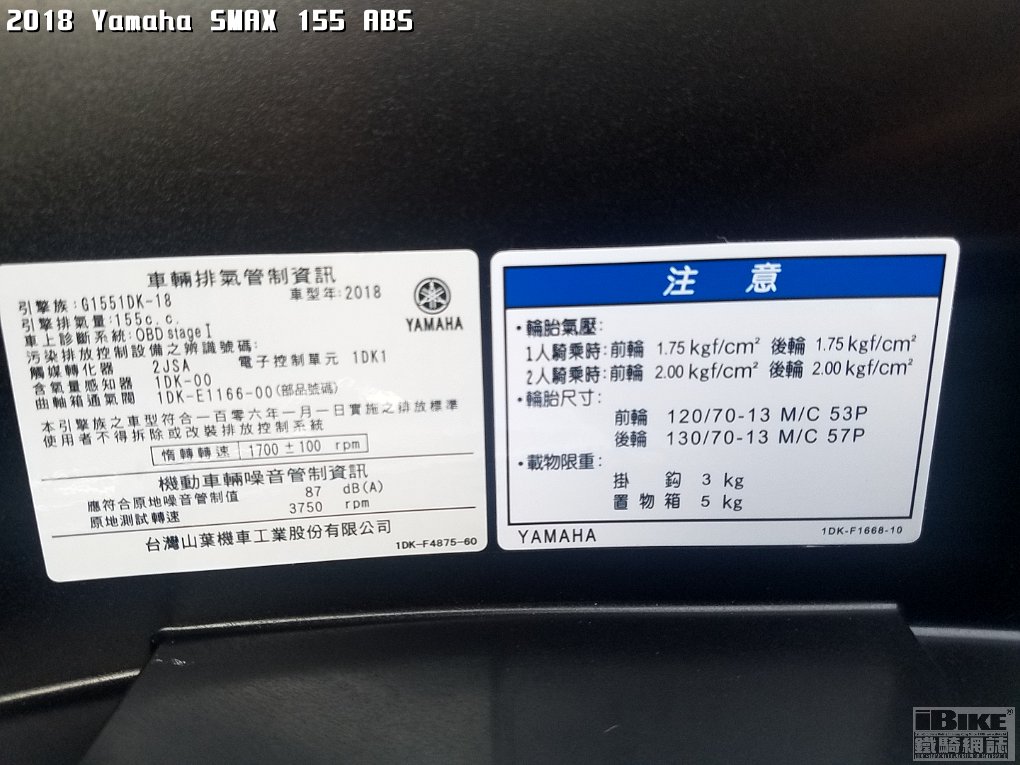 2018 Yamaha SMAX 155 ABS
車輛排氣管制資訊
引擎族:G1551DK-18 車型年:2018
引擎排氣量:155c.c.
車上診斷系統:OBD stage I
污染排放控制設備之辨識號碼:
觸媒轉化器 2JSA 電子控制單元 1DK1
含氧量感知器 1DK-00
曲軸箱通氣閥 1DK-E1166-00(部品號碼)
本引擎族之車型符合一百零六年一月一日實施之排放標準
使用者不得拆除或改裝排放控制系統
惰轉轉速 1700±100 rpm
機動車輛噪音管制資訊
應符合原地噪音管制值 87 dB(A)
原地測試轉速 3750 rpm
台灣山葉機車工業股份有限公司
1DK-F4875-60
YAMAHA
注意
・輪胎氣壓:
1人騎乘時:前輪 1.75 kgf/cm² 後輪 1.75 kgf/cm²
2人騎乘時:前輪 2.00 kgf/cm² 後輪 2.00 kgf/cm²
・輪胎尺寸:
前輪 120/70-13 M/C 53P
後輪 130/70-13 M/C 57P
・載物限重:
掛鈎 3 kg
置物箱 5 kg
YAMAHA 1DK-F1668-10
iBIKE
鐵騎網誌